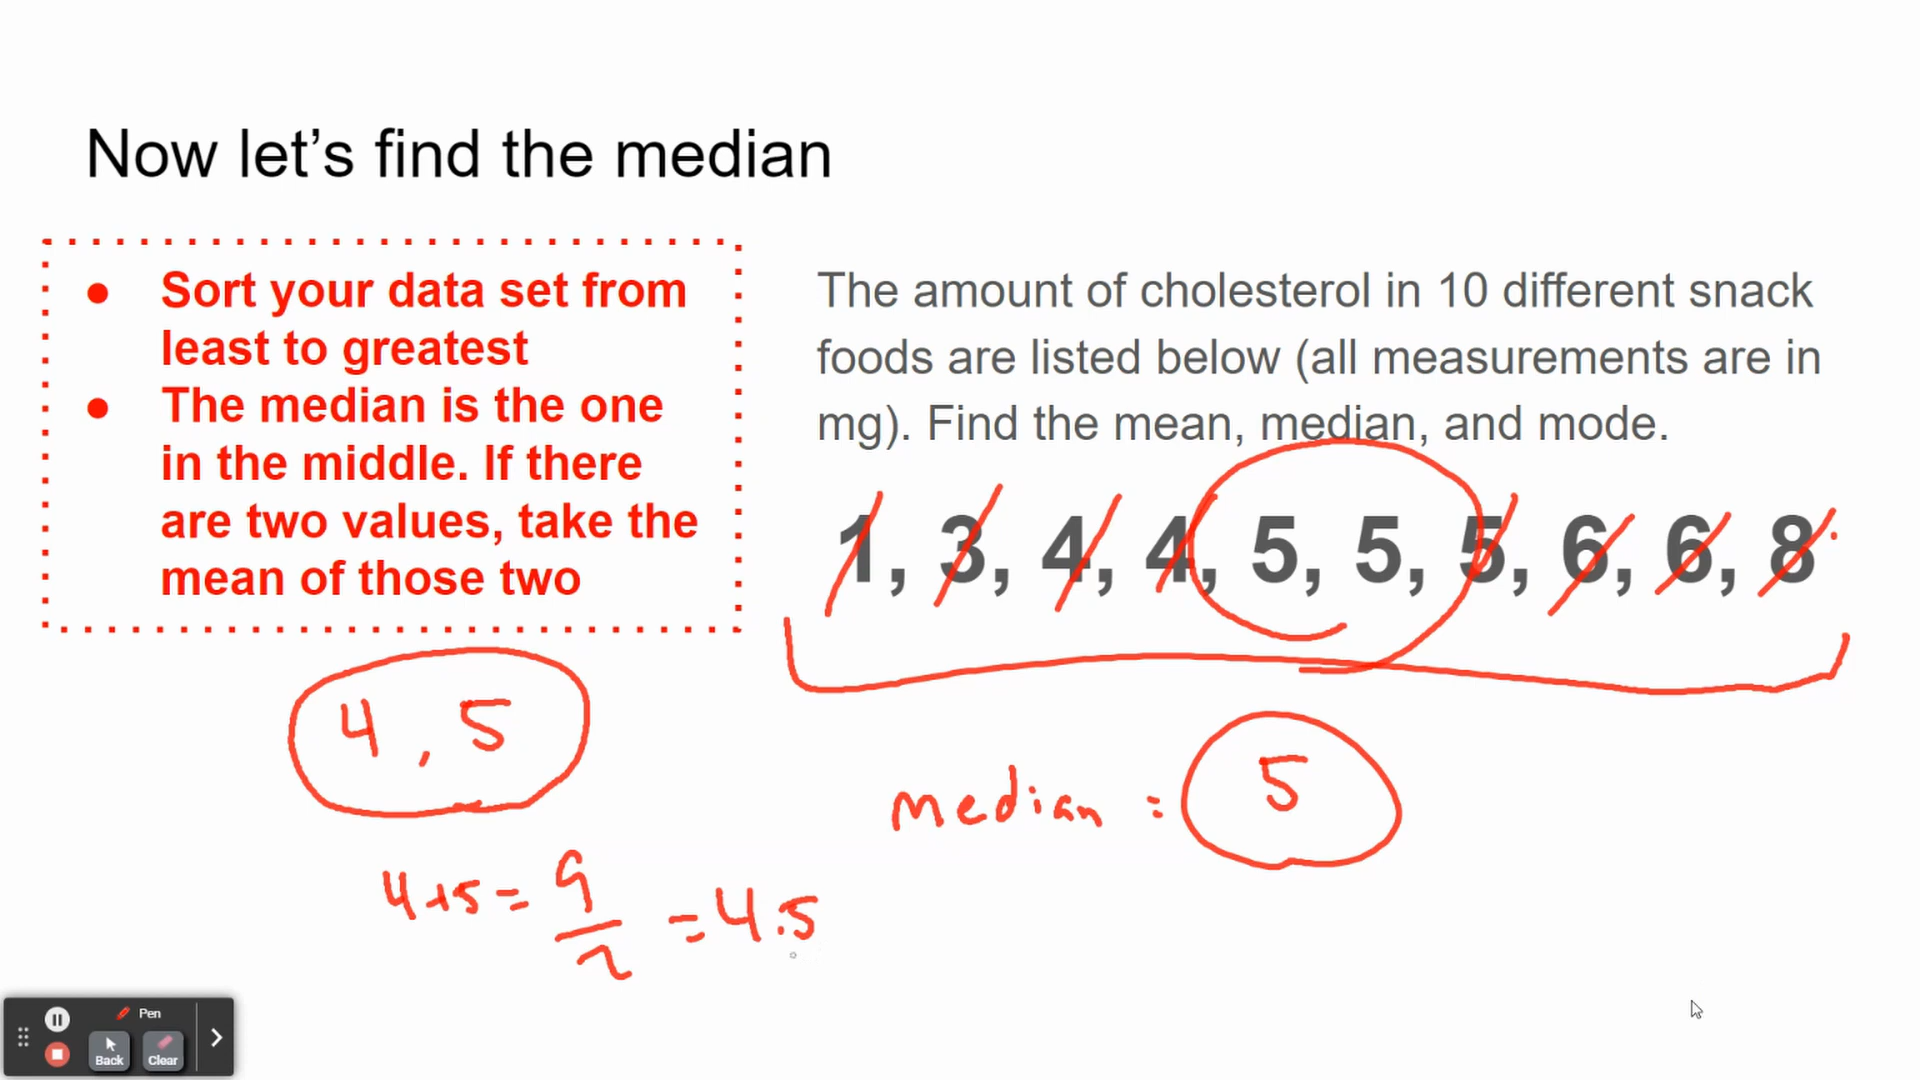 Now let’s find the median
● Sort your data set from
least to greatest
● The median is the one
in the middle. If there
are two values, take the
mean of those two
The amount of cholesterol in 10 different snack
foods are listed below (all measurements are in
mg). Find the mean, median, and mode.
1, 3, 4, 4, 5, 5, 5, 6, 6, 8
4, 5
median = 5
4+5 = 9/2 = 4.5
Pen
Back Clear